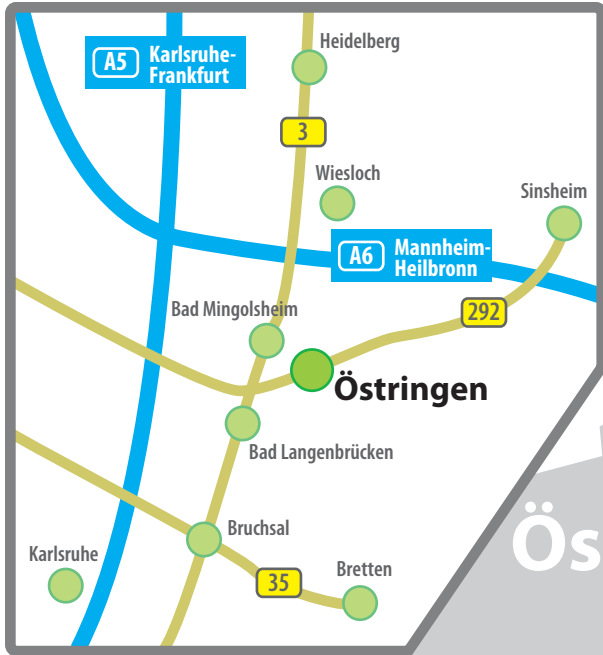 Heidelberg
A5 Karlsruhe-
Frankfurt
3
Wiesloch
Sinsheim
A6 Mannheim-
Heilbronn
Bad Mingolsheim
292
Östringen
Bad Langenbrücken
Ös
Bruchsal
Karlsruhe
35
Bretten